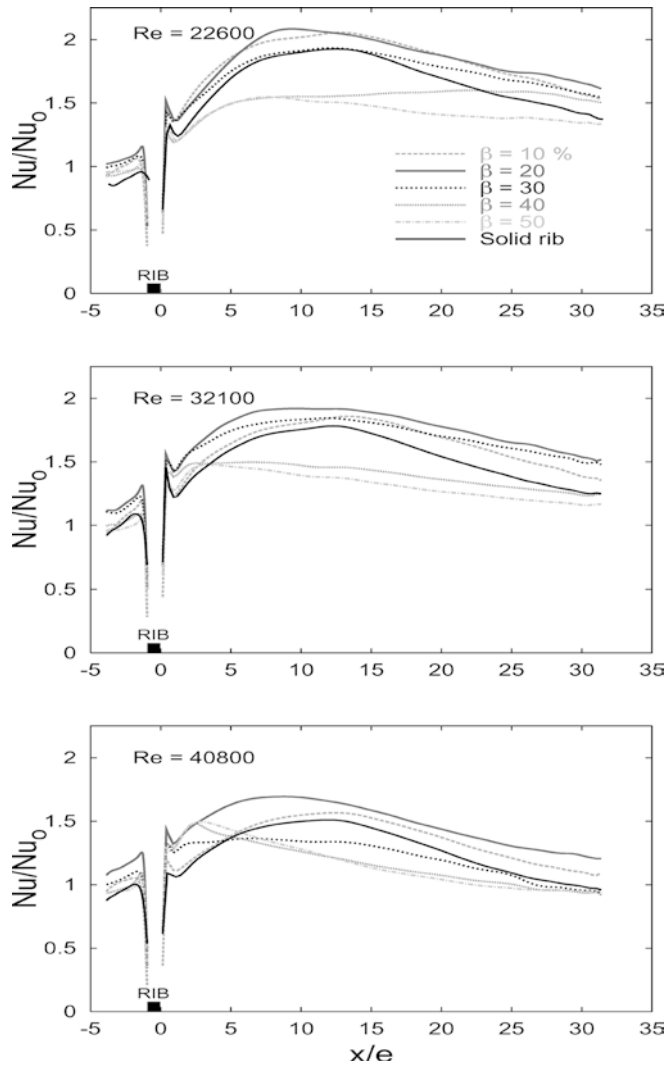 Re = 22600
Nu/Nu0
2
1.5
1
0.5
0
β = 10 %
β = 20
β = 30
β = 40
β = 50
Solid rib
RIB
-5 0 5 10 15 20 25 30 35
Re = 32100
Nu/Nu0
2
1.5
1
0.5
0
RIB
-5 0 5 10 15 20 25 30 35
Re = 40800
Nu/Nu0
2
1.5
1
0.5
0
RIB
-5 0 5 10 15 20 25 30 35
x/e